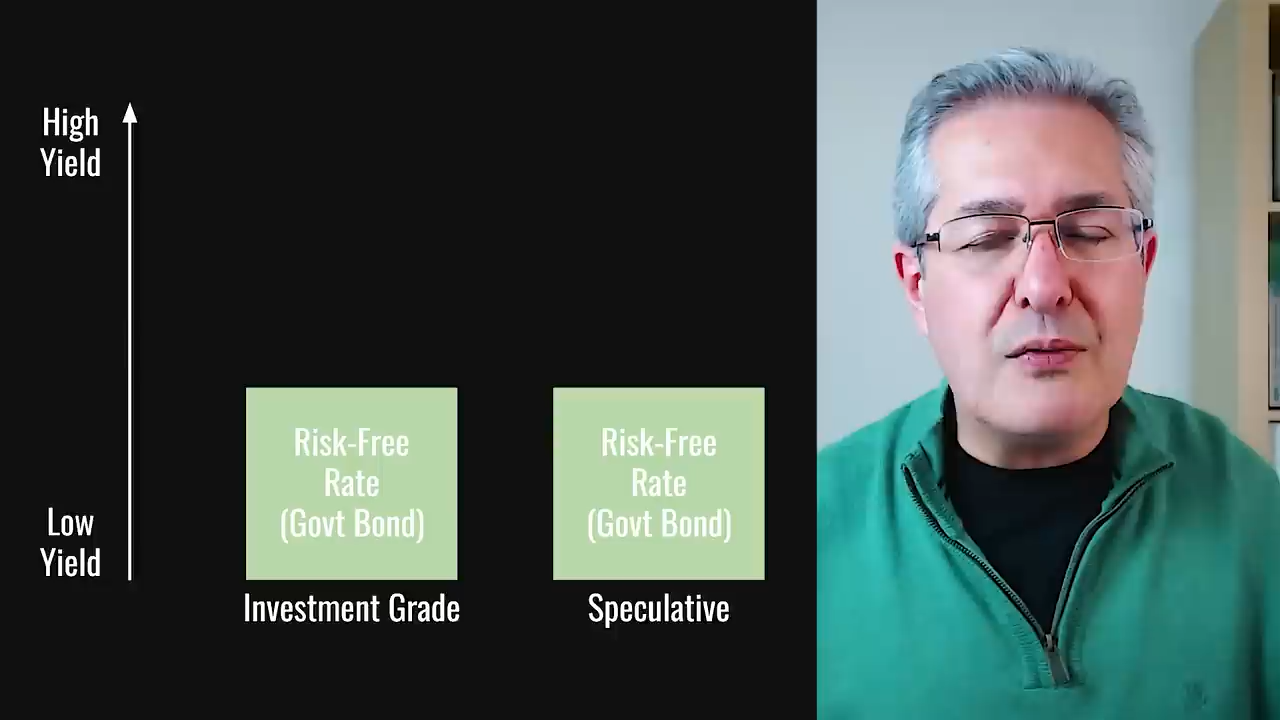 High
Yield
Low
Yield
Risk-Free
Rate
(Govt Bond)
Investment Grade
Risk-Free
Rate
(Govt Bond)
Speculative